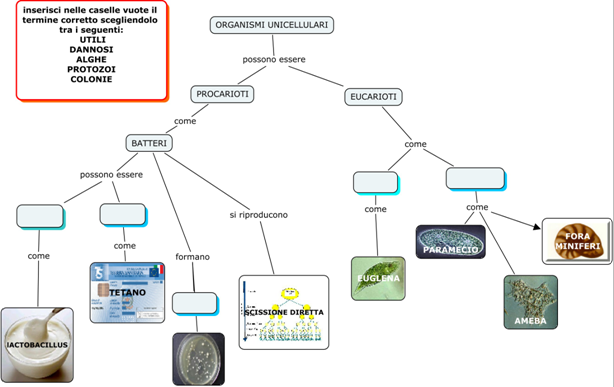 inserisci nelle caselle vuote il
termine corretto scegliendolo
tra i seguenti:
UTILI
DANNOSI
ALGHE
PROTOZOI
COLONIE
ORGANISMI UNICELLULARI
possono essere
PROCARIOTI
EUCARIOTI
come
come
BATTERI
possono essere
si riproducono
come
come
formano
come
come
lACTOBACILLUS
TETANO
SCISSIONE DIRETTA
EUGLENA
PARAMECIO
FORA
MINIFERI
AMEBA